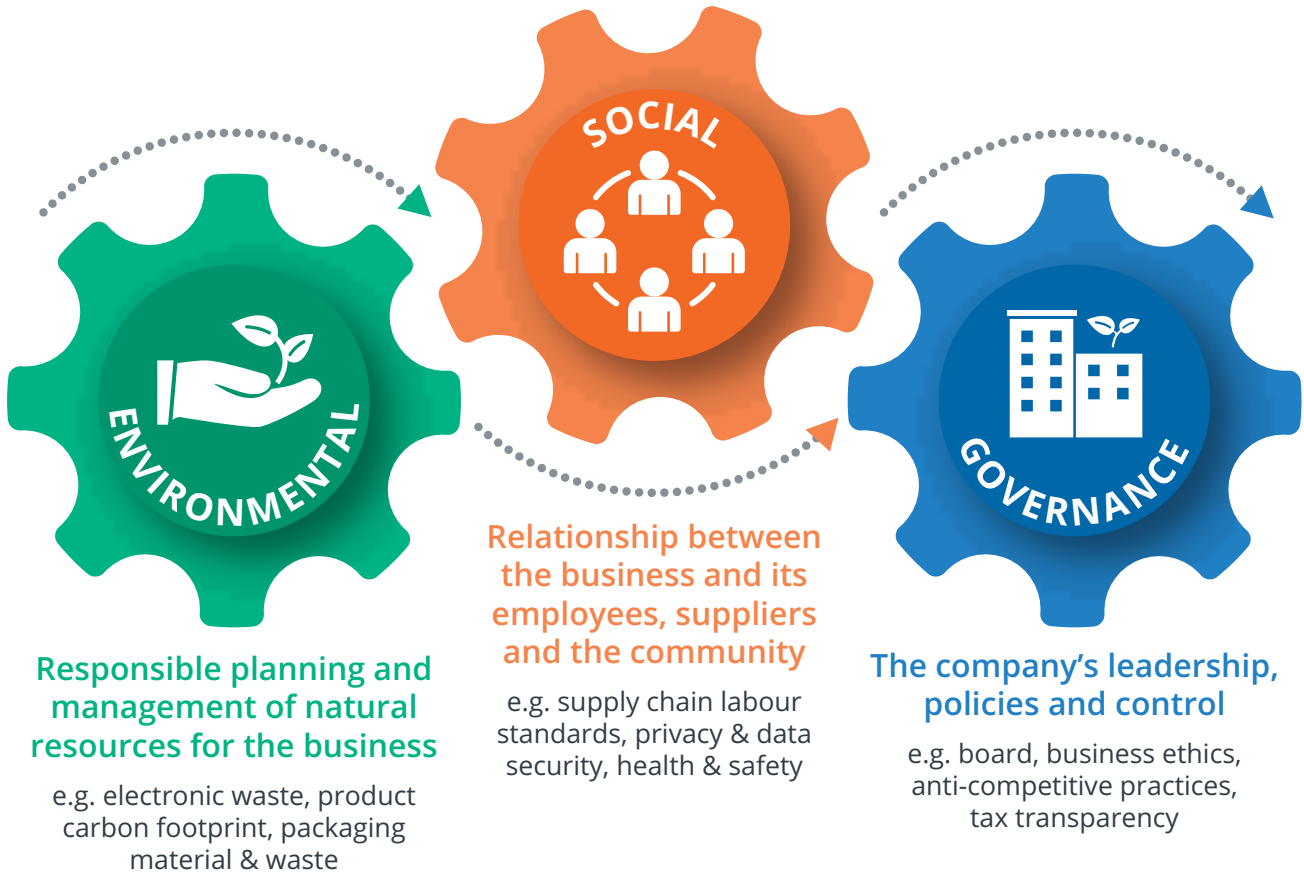 ENVIRONMENTAL
Responsible planning and
management of natural
resources for the business
e.g. electronic waste, product
carbon footprint, packaging
material & waste
SOCIAL
Relationship between
the business and its
employees, suppliers
and the community
e.g. supply chain labour
standards, privacy & data
security, health & safety
GOVERNANCE
The company’s leadership,
policies and control
e.g. board, business ethics,
anti-competitive practices,
tax transparency